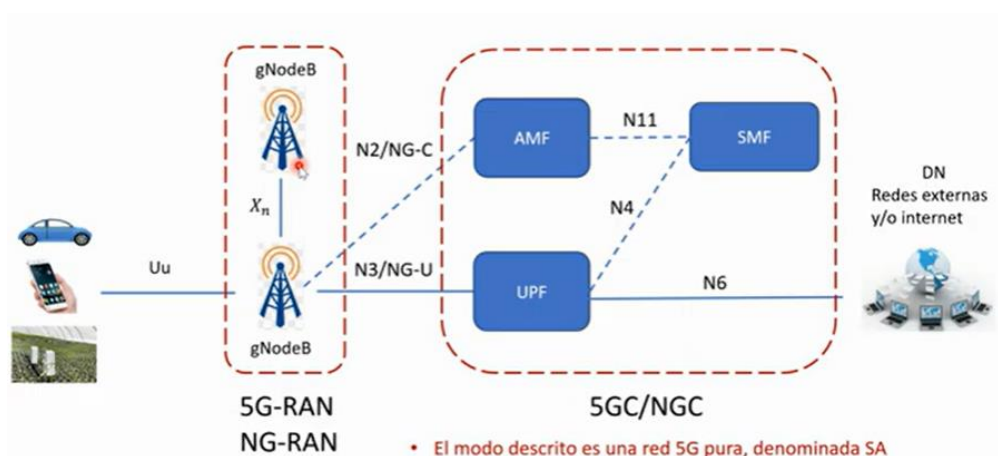 gNodeB
N2/NG-C
AMF
N11
SMF
DN
Redes externas
y/o internet
Xn
N4
Uu
N3/NG-U
UPF
N6
gNodeB
5G-RAN
NG-RAN
5GC/NGC
• El modo descrito es una red 5G pura, denominada SA